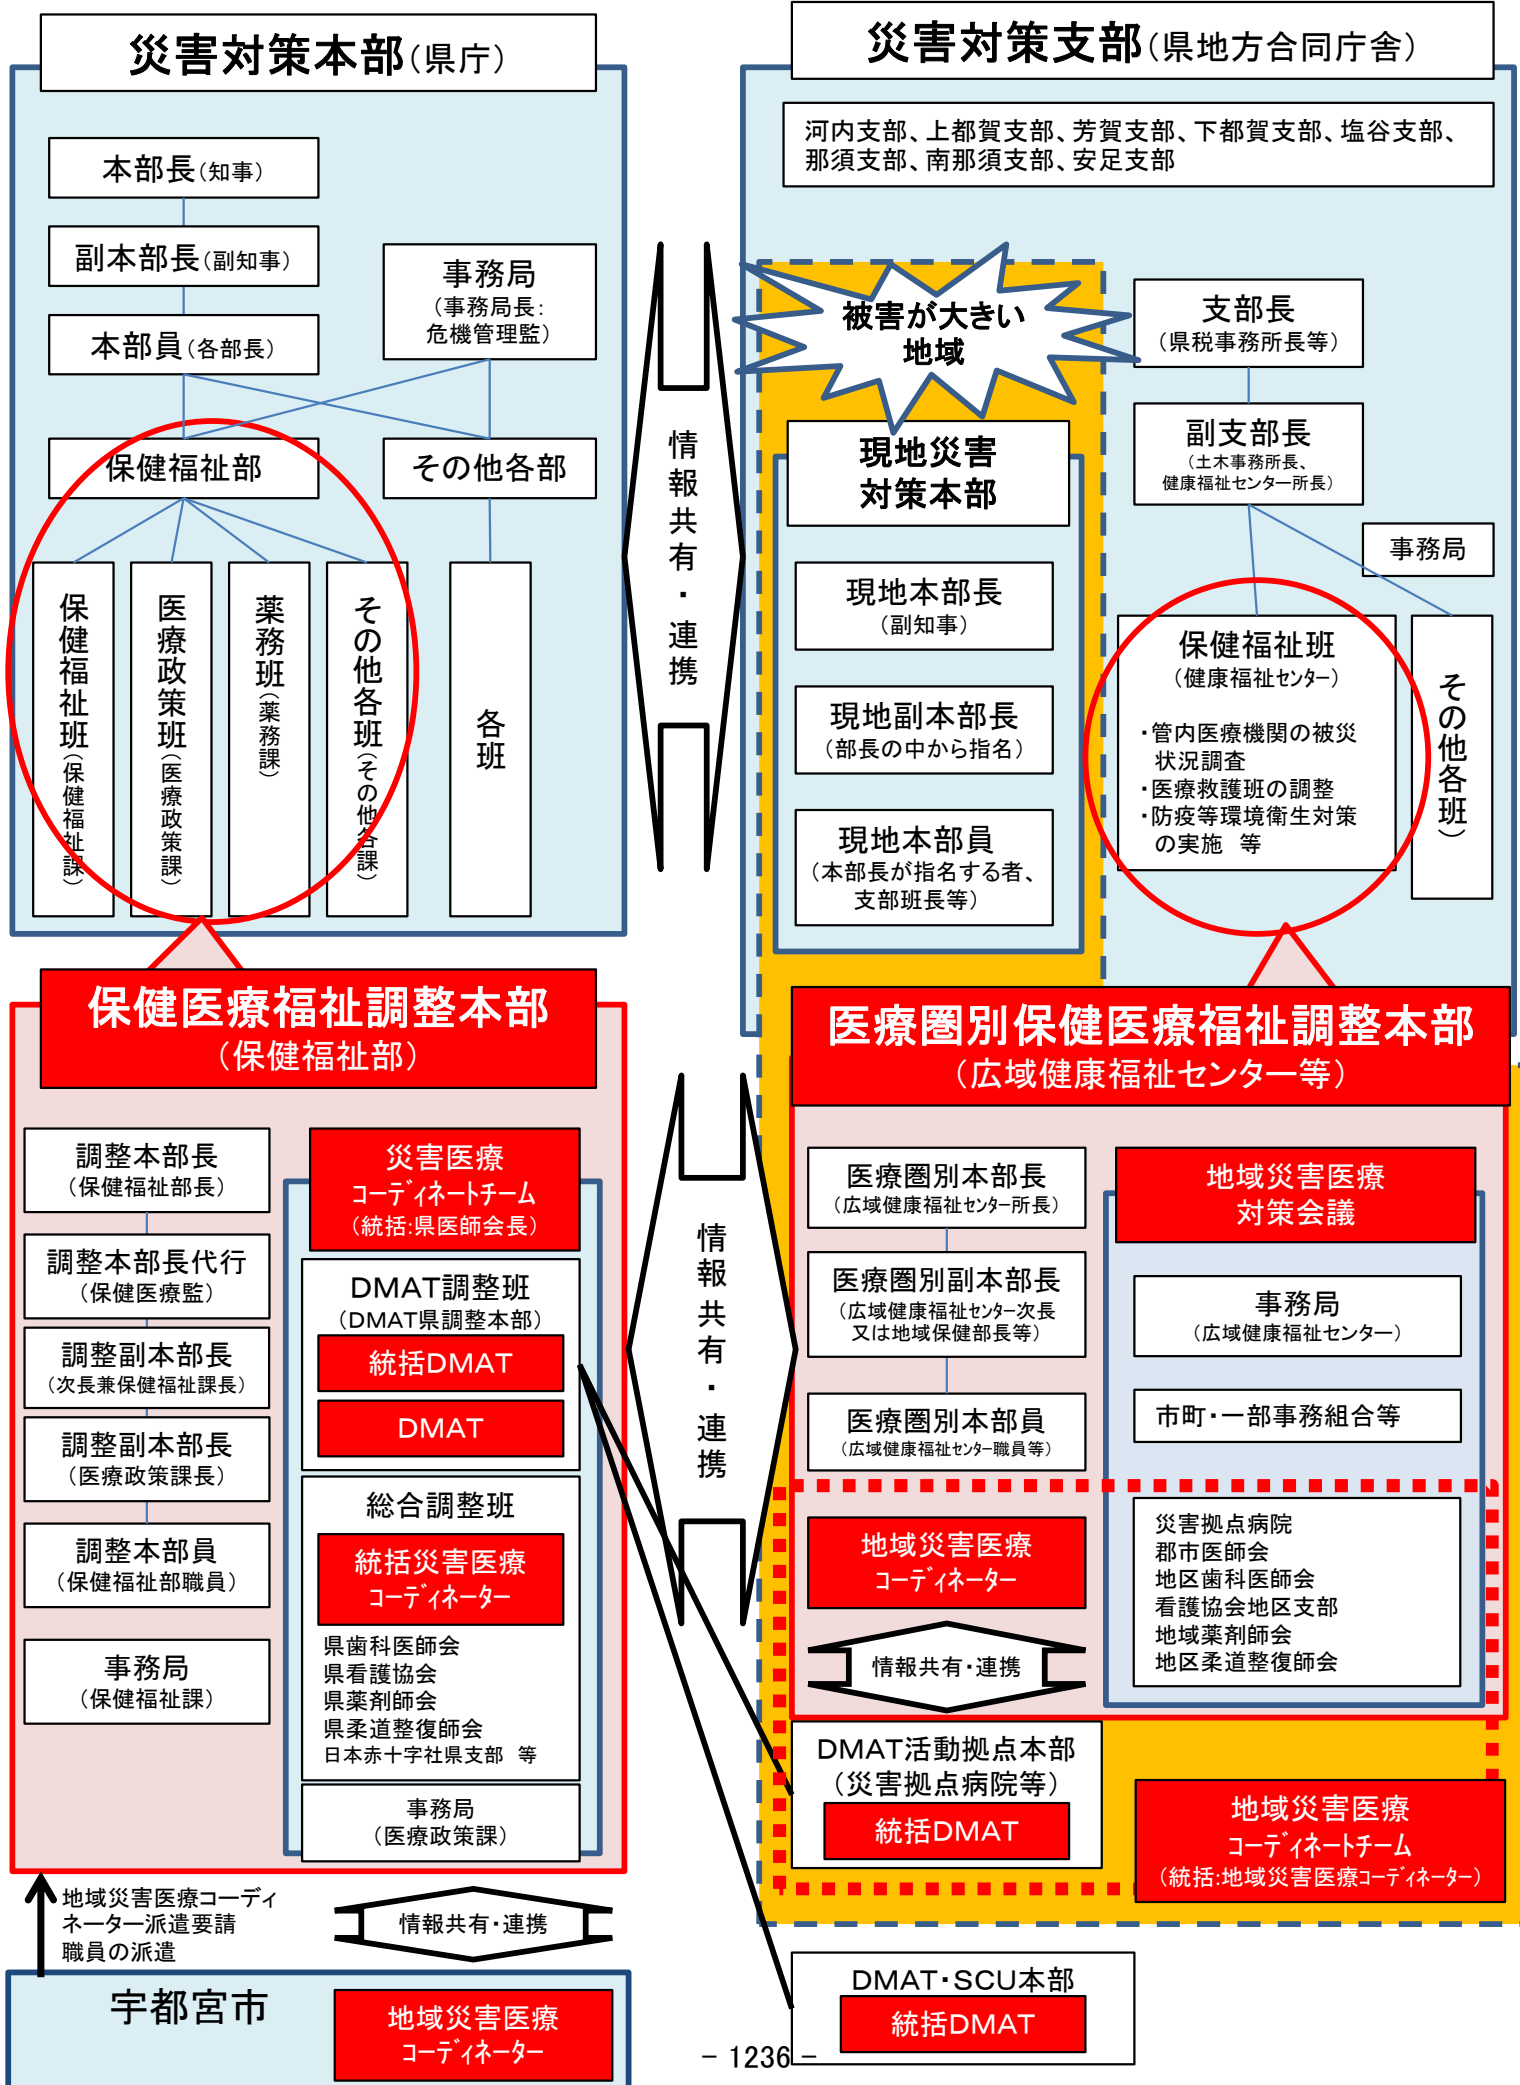 災害対策本部(県庁)
本部長(知事)
副本部長(副知事)
本部員(各部長)
事務局
(事務局長:
危機管理監)
保健福祉部
その他各部
保健福祉班(保健福祉課)
医療政策班(医療政策課)
薬務班(薬務課)
その他各班(その他各課)
各班
情報共有・連携
災害対策支部(県地方合同庁舎)
河内支部、上都賀支部、芳賀支部、下都賀支部、塩谷支部、
那須支部、南那須支部、安足支部
被害が大きい
地域
現地災害
対策本部
現地本部長
(副知事)
現地副本部長
(部長の中から指名)
現地本部員
(本部長が指名する者、
支部班長等)
支部長
(県税事務所長等)
副支部長
(土木事務所長、
健康福祉センター所長)
事務局
保健福祉班
(健康福祉センター)
・管内医療機関の被災
状況調査
・医療救護班の調整
・防疫等環境衛生対策
の実施 等
その他各班)
保健医療福祉調整本部
(保健福祉部)
調整本部長
(保健福祉部長)
調整本部長代行
(保健医療監)
調整副本部長
(次長兼保健福祉課長)
調整副本部長
(医療政策課長)
調整本部員
(保健福祉部職員)
事務局
(保健福祉課)
災害医療
コーディネートチーム
(統括:県医師会長)
DMAT調整班
(DMAT県調整本部)
統括DMAT
DMAT
総合調整班
統括災害医療
コーディネーター
県歯科医師会
県看護協会
県薬剤師会
県柔道整復師会
日本赤十字社県支部 等
事務局
(医療政策課)
情報共有・連携
医療圏別保健医療福祉調整本部
(広域健康福祉センター等)
医療圏別本部長
(広域健康福祉センター所長)
医療圏別副本部長
(広域健康福祉センター次長
又は地域保健部長等)
医療圏別本部員
(広域健康福祉センター職員等)
地域災害医療
コーディネーター
情報共有・連携
地域災害医療
対策会議
事務局
(広域健康福祉センター)
市町・一部事務組合等
災害拠点病院
郡市医師会
地区歯科医師会
看護協会地区支部
地域薬剤師会
地区柔道整復師会
DMAT活動拠点本部
(災害拠点病院等)
統括DMAT
地域災害医療
コーディネートチーム
(統括:地域災害医療コーディネーター)
地域災害医療コーディ
ネーター派遣要請
職員の派遣
情報共有・連携
宇都宮市
地域災害医療
コーディネーター
DMAT・SCU本部
統括DMAT
- 1236 -